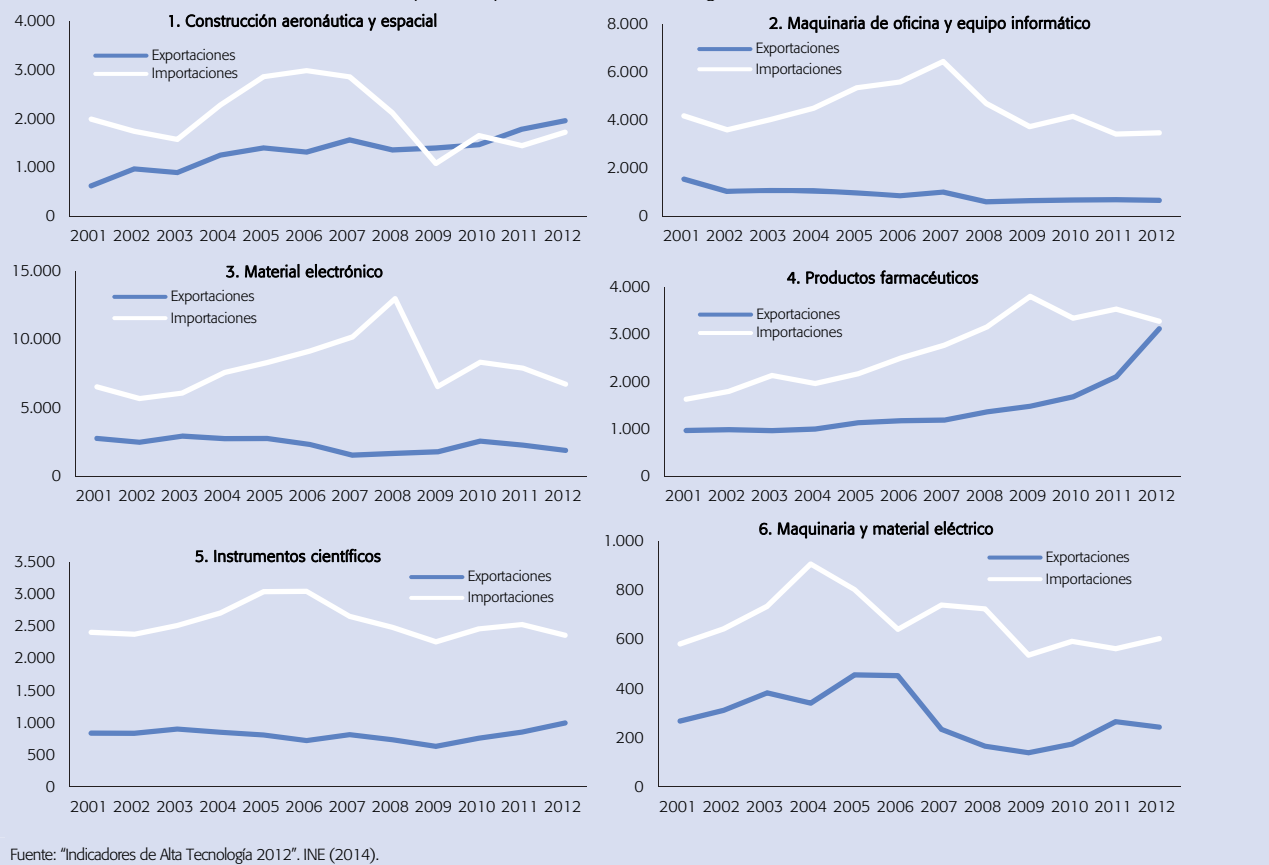 1. Construcción aeronáutica y espacial
4.000
3.000
2.000
1.000
0
Exportaciones
Importaciones
2001 2002 2003 2004 2005 2006 2007 2008 2009 2010 2011 2012
2. Maquinaria de oficina y equipo informático
8.000
6.000
4.000
2.000
0
Exportaciones
Importaciones
2001 2002 2003 2004 2005 2006 2007 2008 2009 2010 2011 2012
3. Material electrónico
15.000
10.000
5.000
0
Exportaciones
Importaciones
2001 2002 2003 2004 2005 2006 2007 2008 2009 2010 2011 2012
4. Productos farmacéuticos
4.000
3.000
2.000
1.000
0
Exportaciones
Importaciones
2001 2002 2003 2004 2005 2006 2007 2008 2009 2010 2011 2012
5. Instrumentos científicos
3.500
3.000
2.500
2.000
1.500
1.000
500
0
Exportaciones
Importaciones
2001 2002 2003 2004 2005 2006 2007 2008 2009 2010 2011 2012
6. Maquinaria y material eléctrico
1.000
800
600
400
200
0
Exportaciones
Importaciones
2001 2002 2003 2004 2005 2006 2007 2008 2009 2010 2011 2012
Fuente: “Indicadores de Alta Tecnología 2012”. INE (2014).